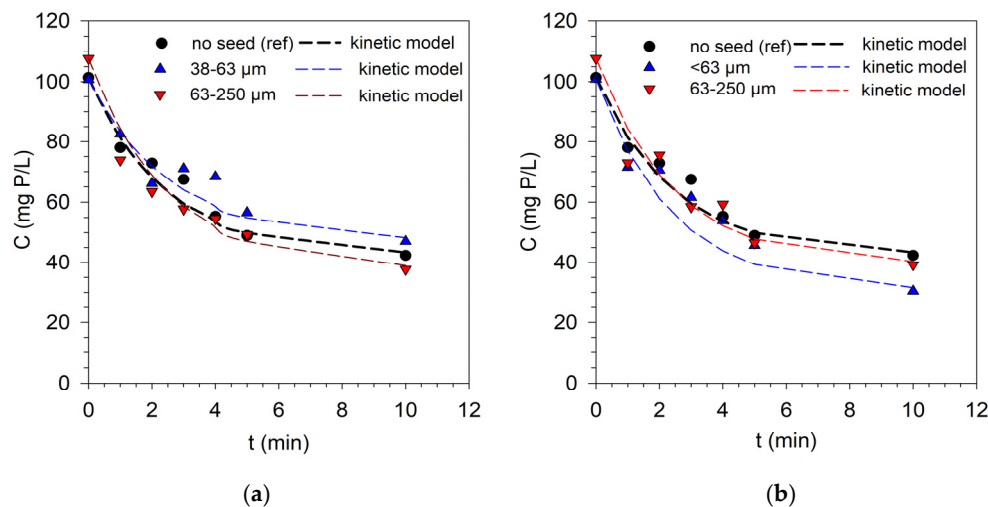 (a)
120
100
80
60
40
20
0
C (mg P/L)
no seed (ref) kinetic model
38-63 µm kinetic model
63-250 µm kinetic model
0 2 4 6 8 10 12
t (min)
(a)
(b)
120
100
80
60
40
20
0
C (mg P/L)
no seed (ref) kinetic model
<63 µm kinetic model
63-250 µm kinetic model
0 2 4 6 8 10 12
t (min)
(b)